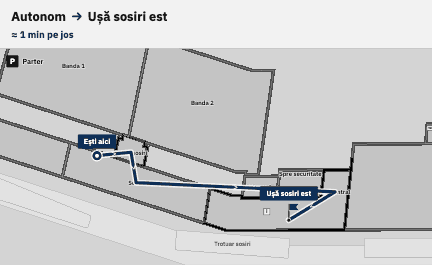 Autonom → Ușă sosiri est
≈ 1 min pe jos
P Parter
Banda 1
Banda 2
Ești aici
Spre securitate
Ușă sosiri est
Trotuar sosiri